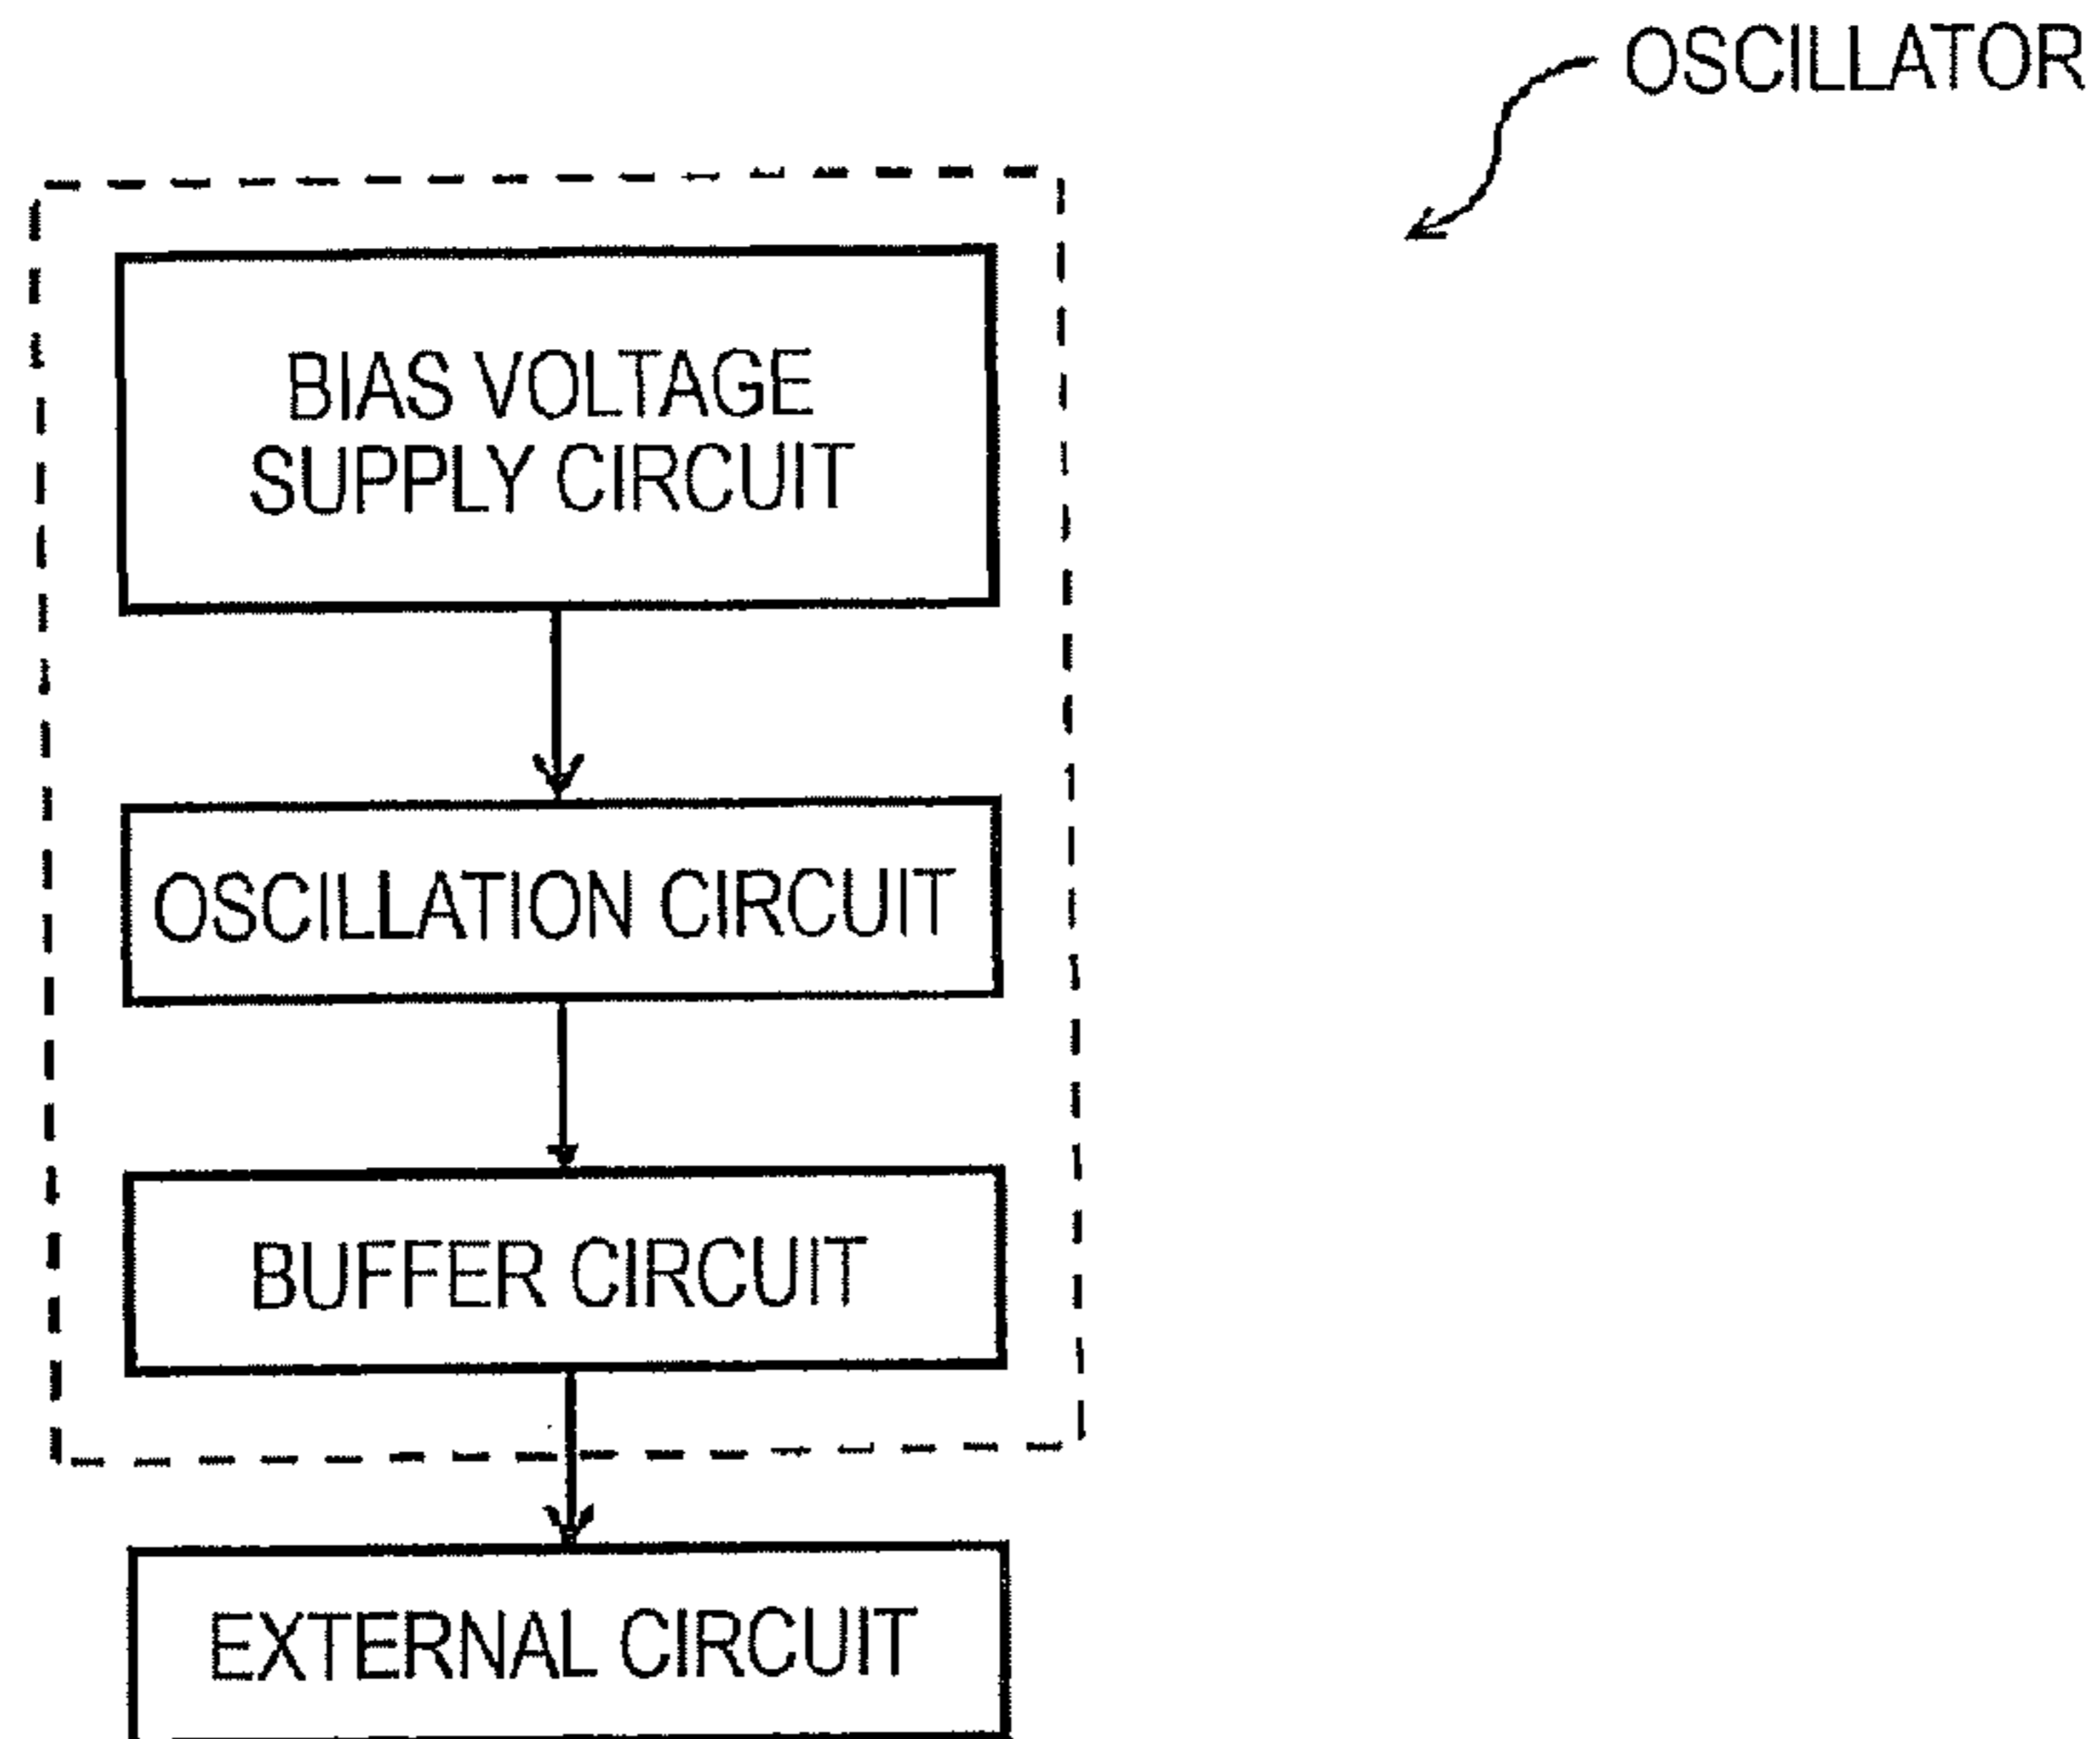 OSCILLATOR
BIAS VOLTAGE
SUPPLY CIRCUIT
OSCILLATION CIRCUIT
BUFFER CIRCUIT
EXTERNAL CIRCUIT